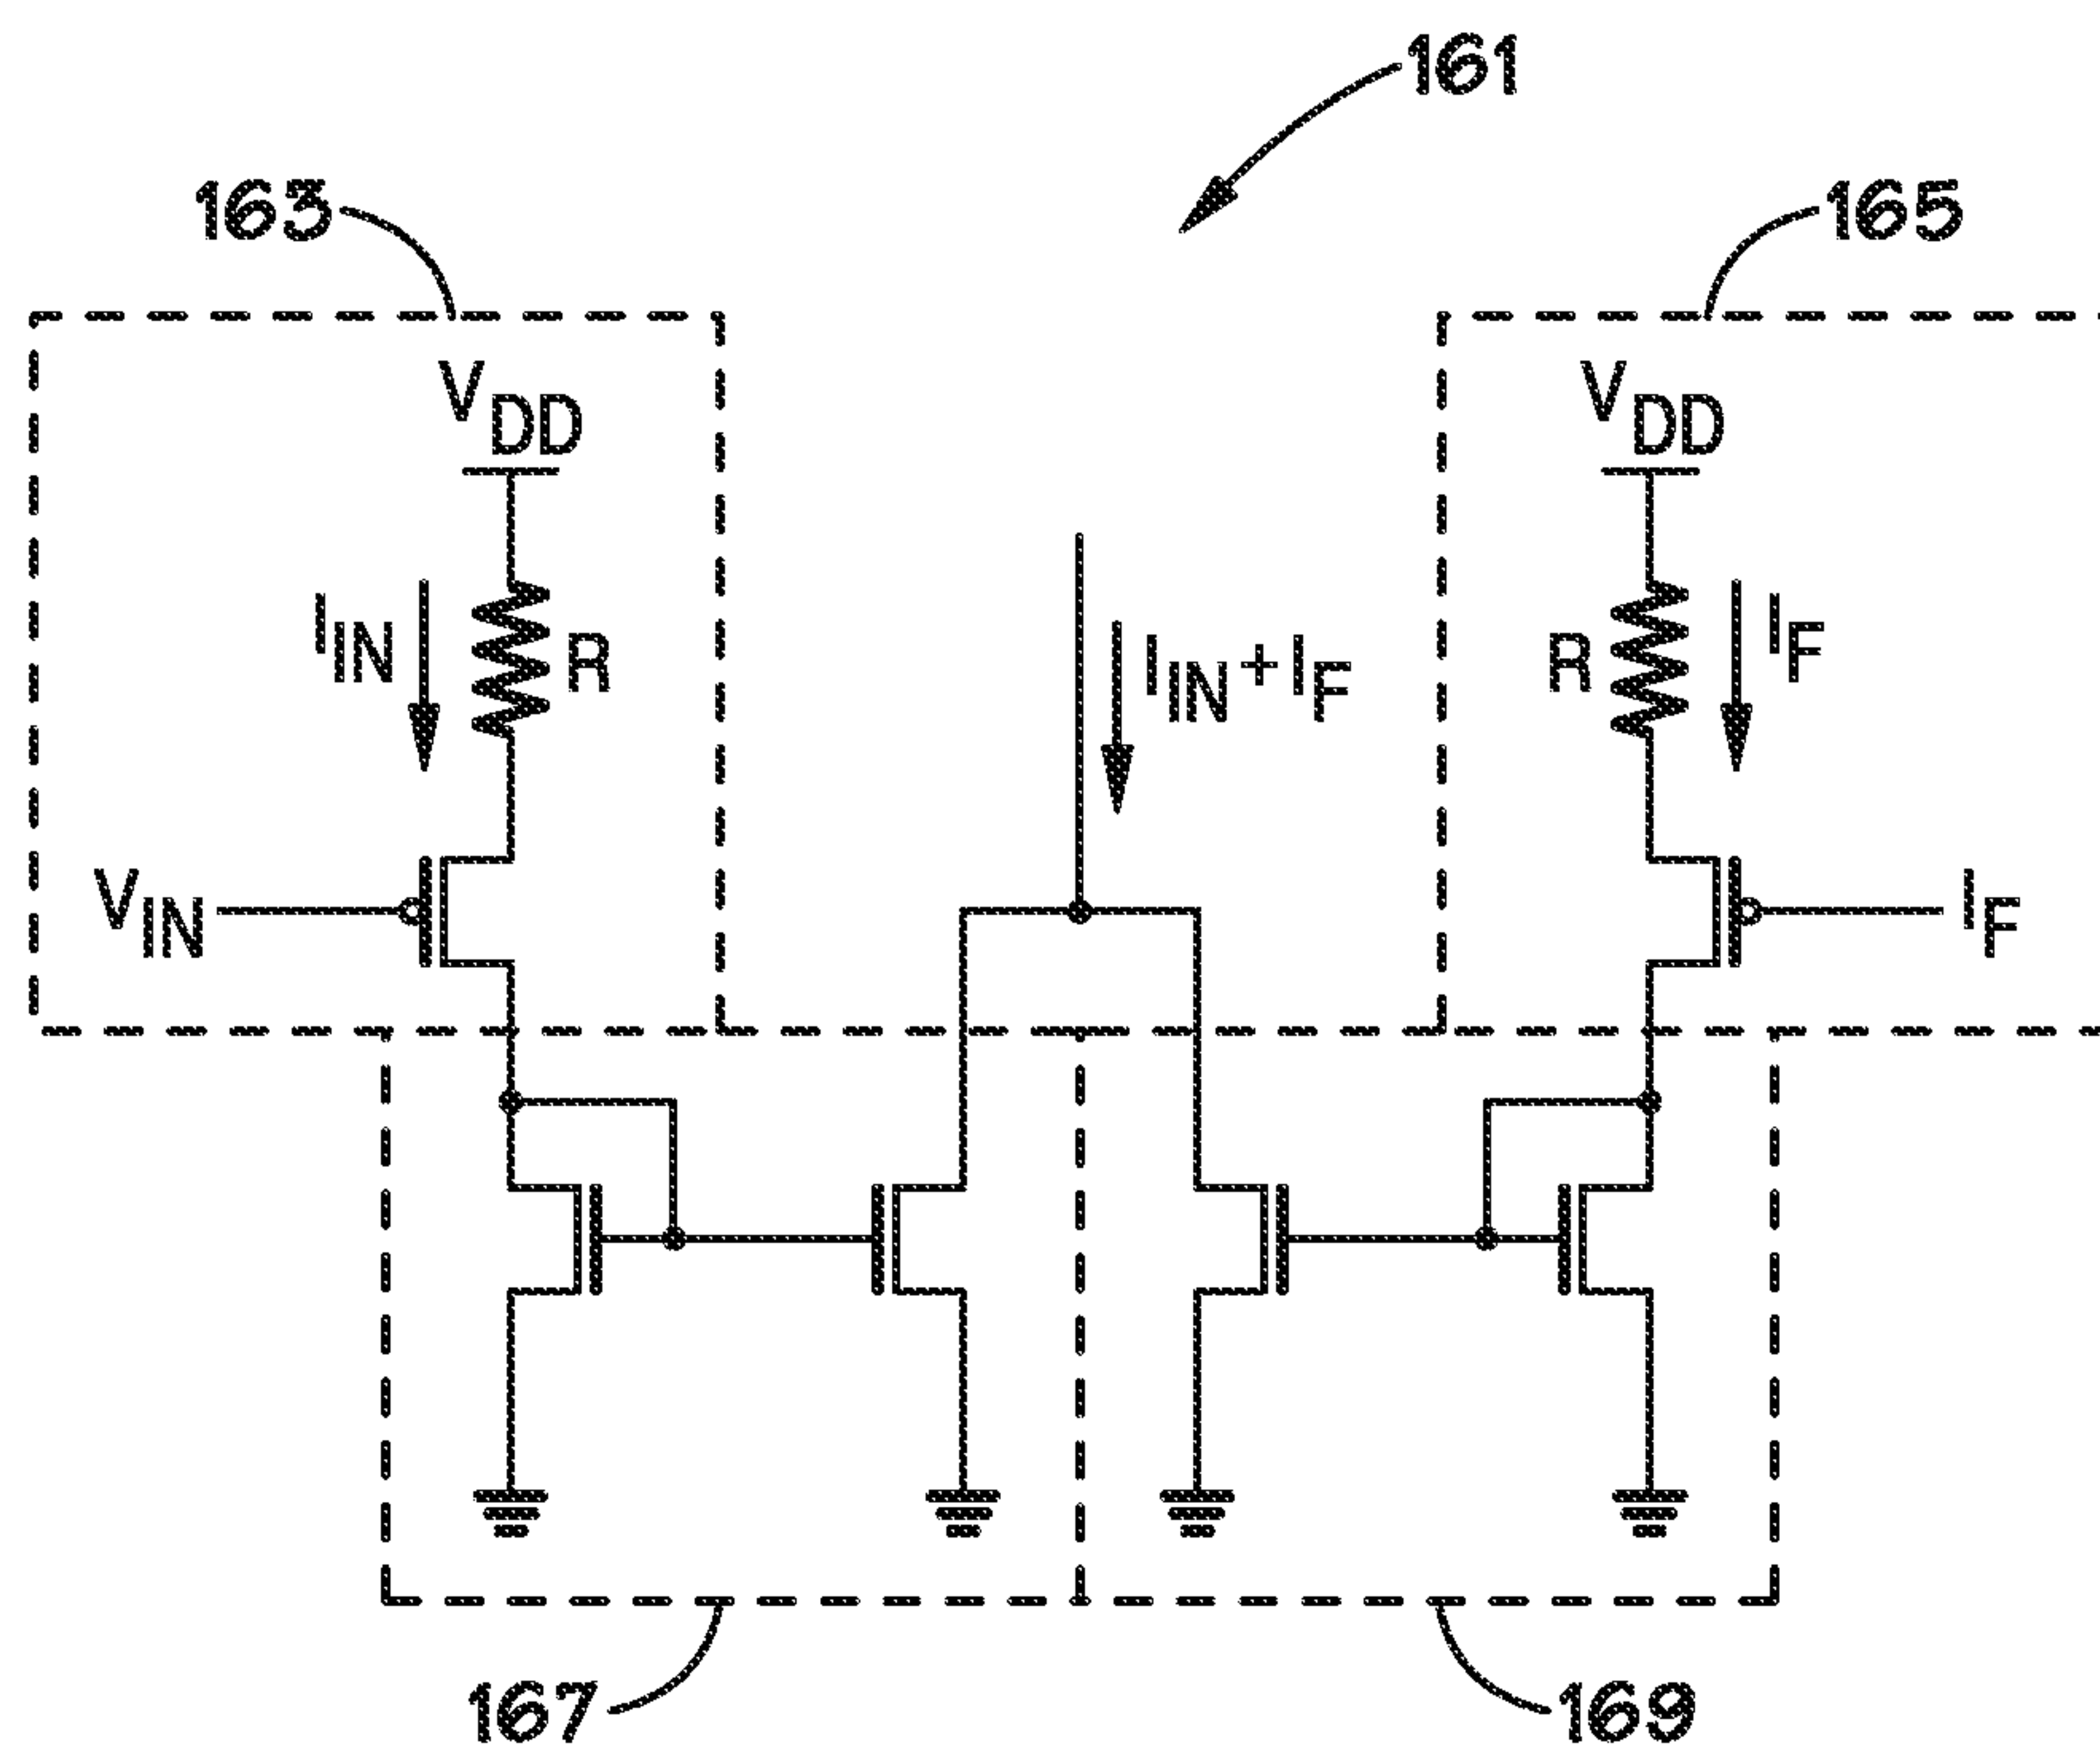 161
163
165
VDD
VDD
IIN
R
IIN+IF
R
IF
VIN
IF
167
169